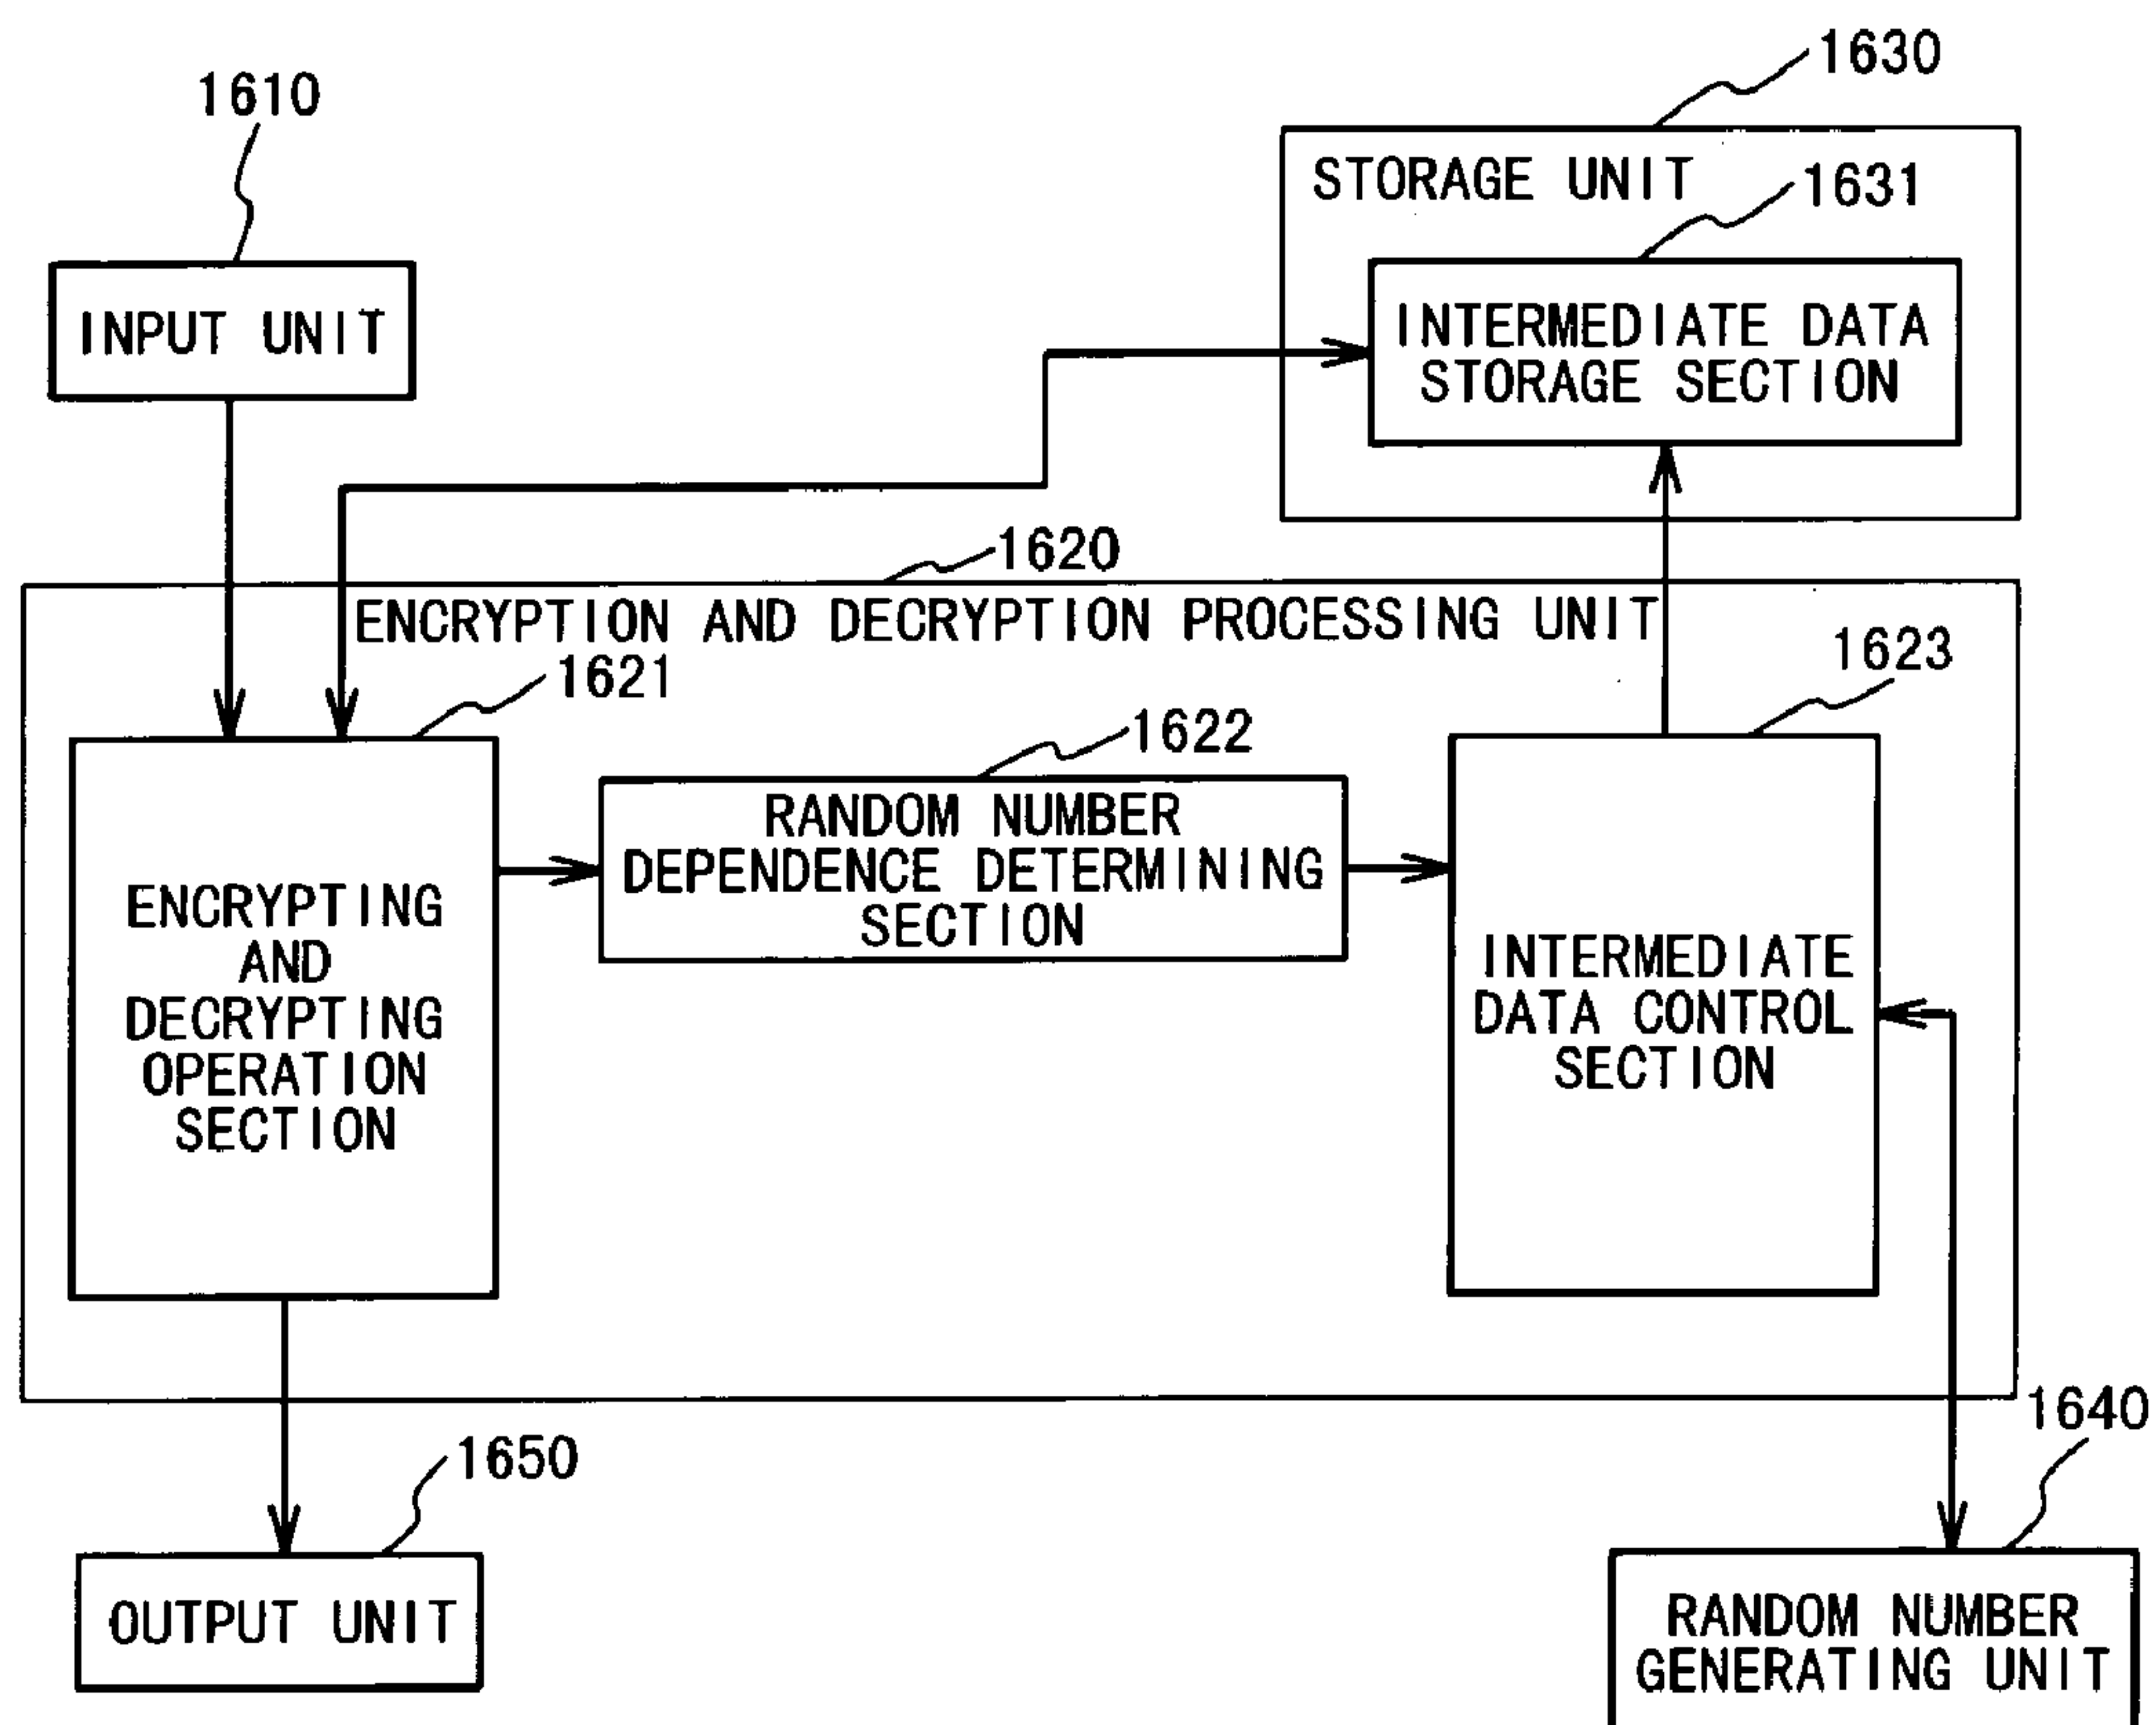 1630
1610
STORAGE UNIT
1631
INPUT UNIT
INTERMEDIATE DATA
STORAGE SECTION
1620
ENCRYPTION AND DECRYPTION PROCESSING UNIT
1621
1623
1622
RANDOM NUMBER
DEPENDENCE DETERMINING
SECTION
ENCRYPTING
AND
DECRYPTING
OPERATION
SECTION
INTERMEDIATE
DATA CONTROL
SECTION
1640
1650
OUTPUT UNIT
RANDOM NUMBER
GENERATING UNIT